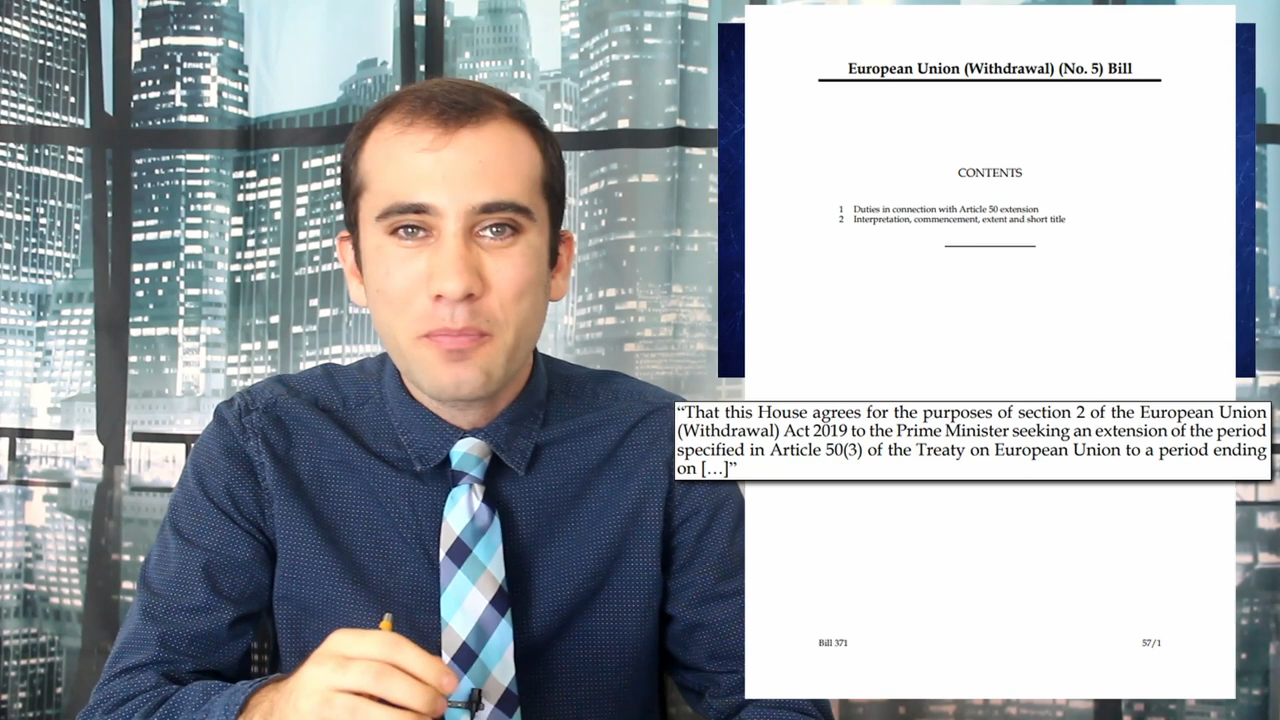 European Union (Withdrawal) (No. 5) Bill
CONTENTS
1 Duties in connection with Article 50 extension
2 Interpretation, commencement, extent and short title
“That this House agrees for the purposes of section 2 of the European Union
(Withdrawal) Act 2019 to the Prime Minister seeking an extension of the period
specified in Article 50(3) of the Treaty on European Union to a period ending
on […]”
Bill 371
57/1